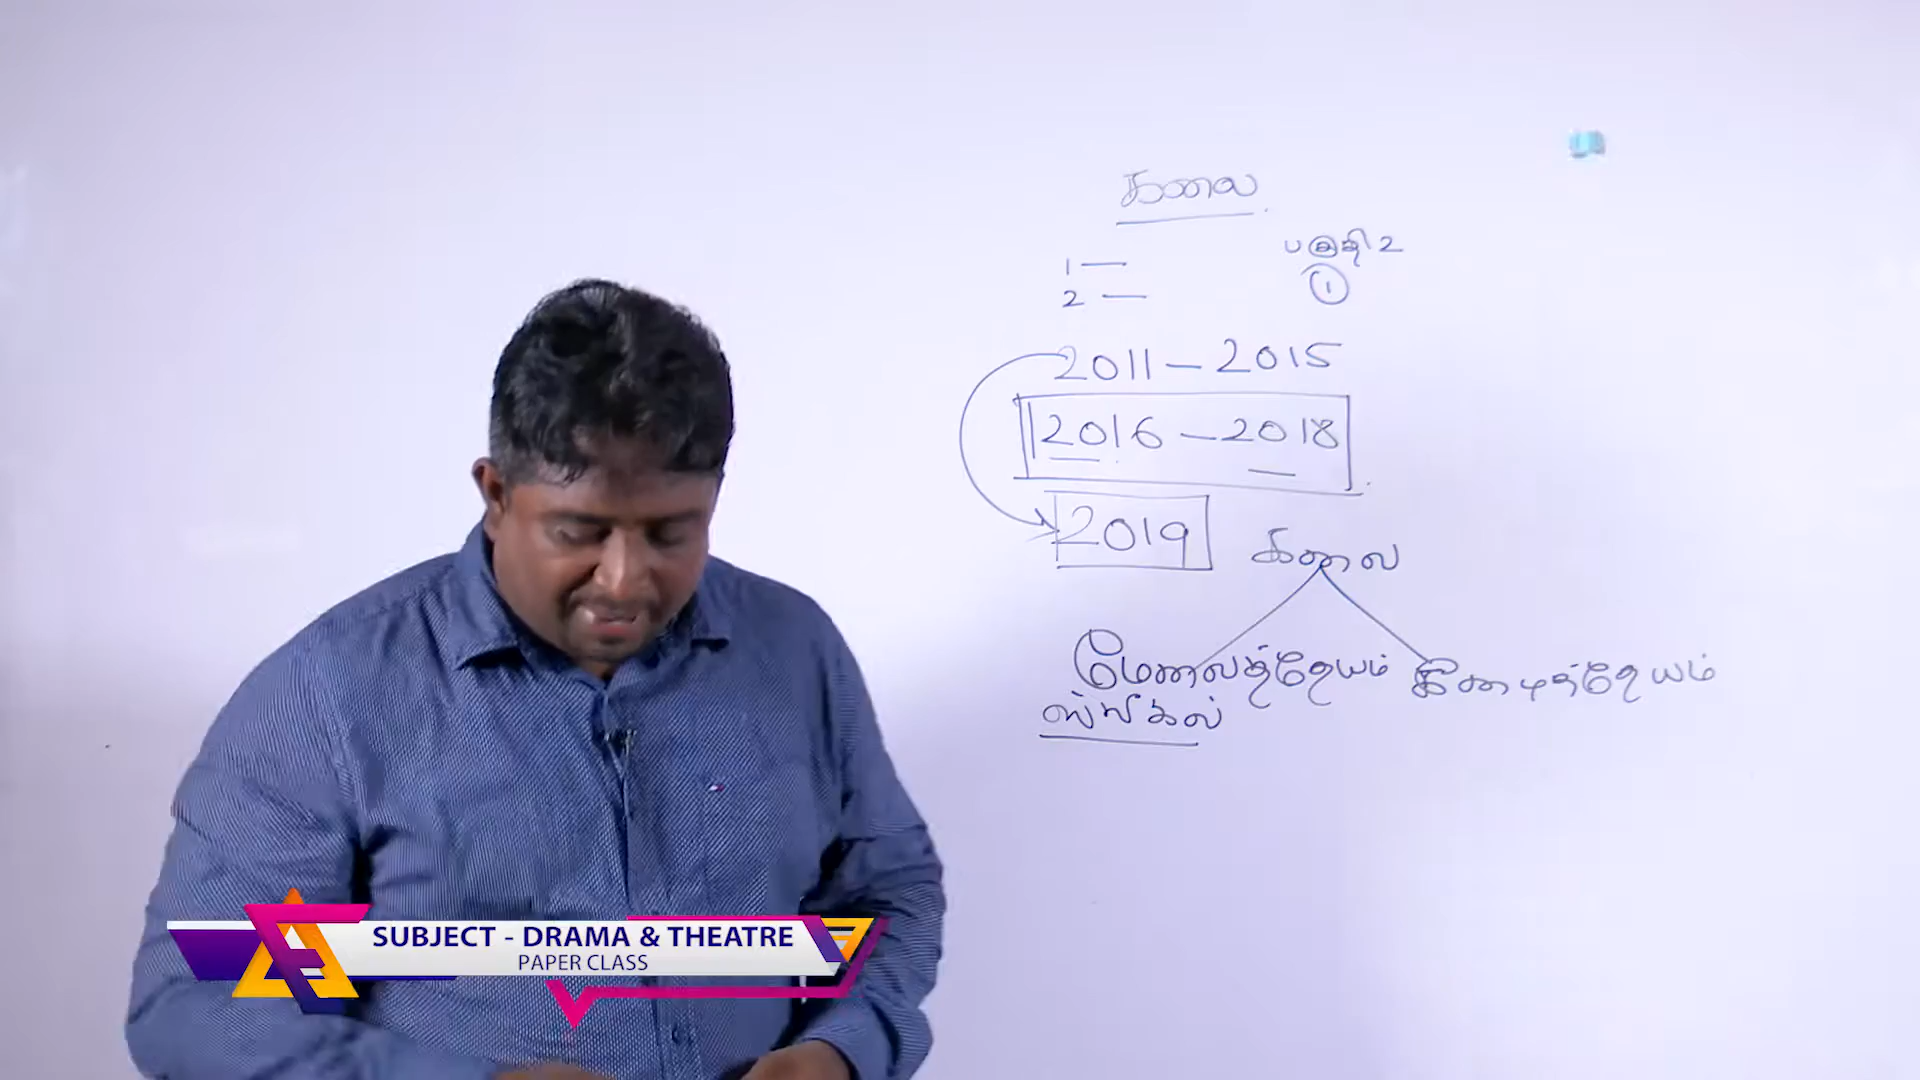 கலை
பகுதி 2
1 —
2 —
1
2011 — 2015
2016 — 2018
2019
கலை
மேலைத்தேயம் கீழைத்தேயம்
SUBJECT - DRAMA & THEATRE
PAPER CLASS